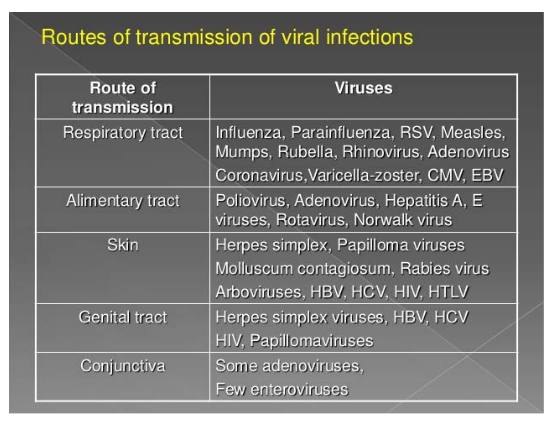 Routes of transmission of viral infections
Route of
transmission
Viruses
Respiratory tract
Influenza, Parainfluenza, RSV, Measles,
Mumps, Rubella, Rhinovirus, Adenovirus
Coronavirus,Varicella-zoster, CMV, EBV
Alimentary tract
Poliovirus, Adenovirus, Hepatitis A, E
viruses, Rotavirus, Norwalk virus
Skin
Herpes simplex, Papilloma viruses
Molluscum contagiosum, Rabies virus
Arboviruses, HBV, HCV, HIV, HTLV
Genital tract
Herpes simplex viruses, HBV, HCV
HIV, Papillomaviruses
Conjunctiva
Some adenoviruses,
Few enteroviruses